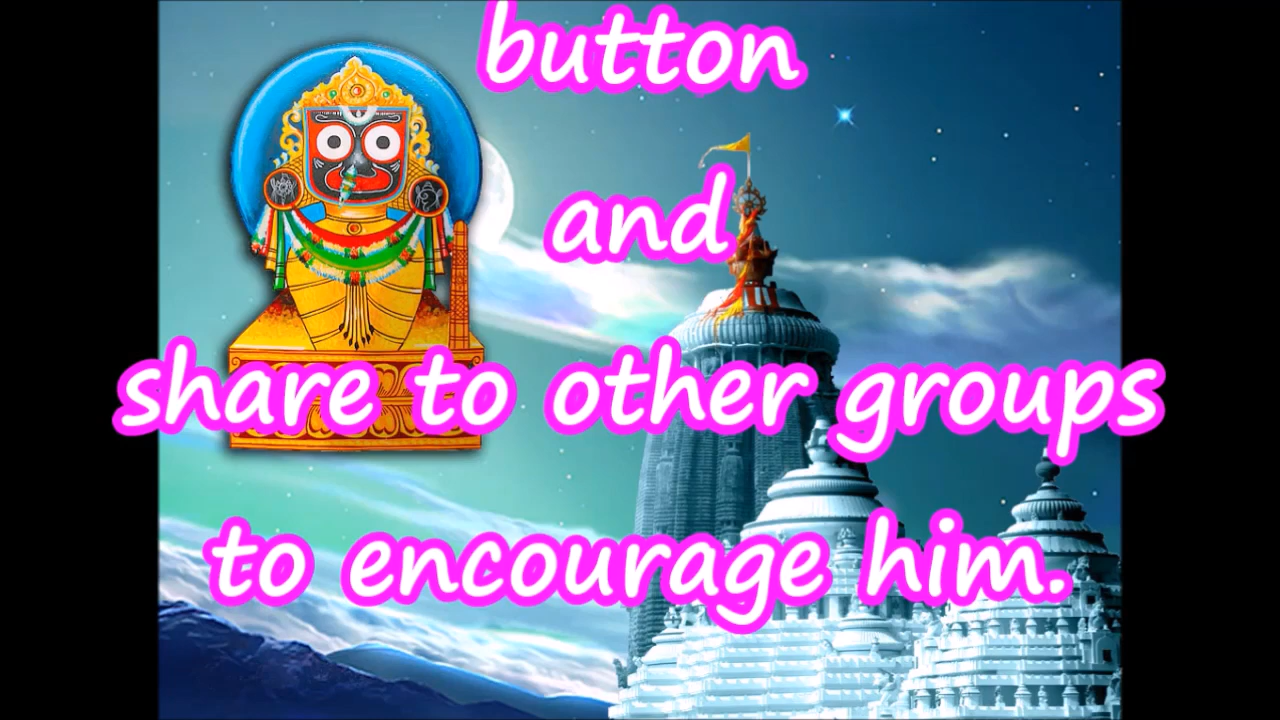 button
and
share to other groups
to encourage him.